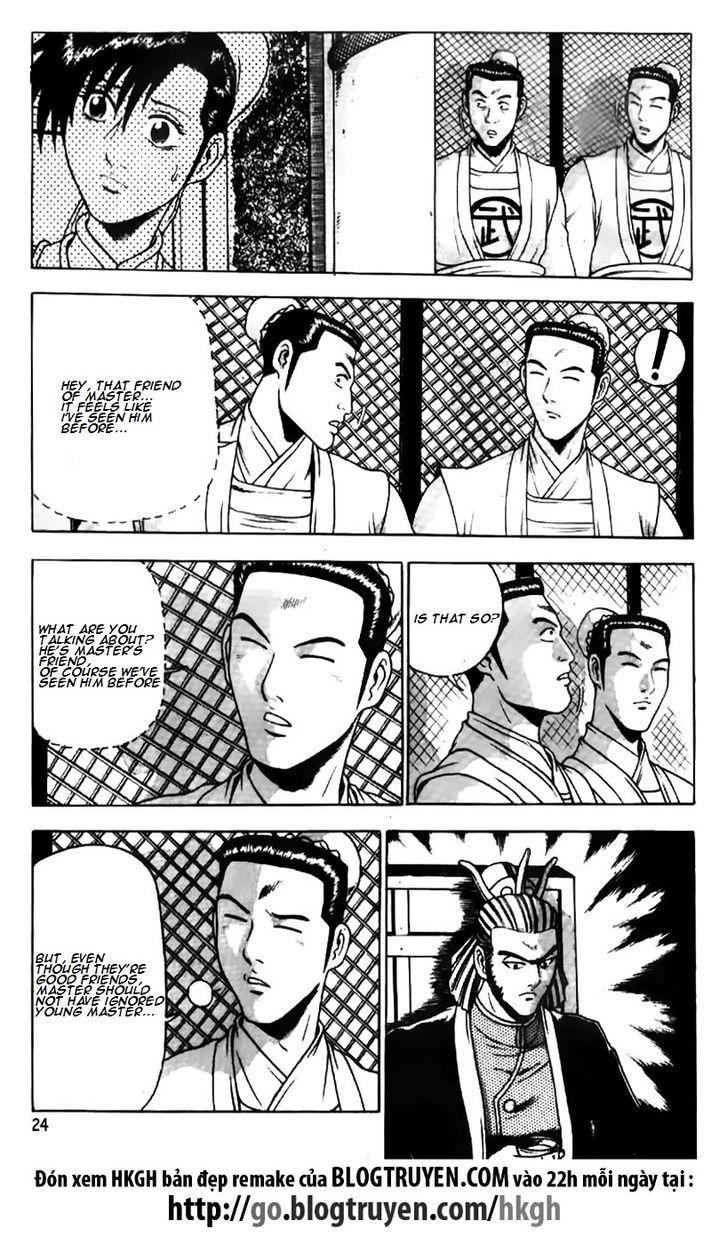 武
武
HEY, THAT FRIEND
OF MASTER...
IT FEELS LIKE
I'VE SEEN HIM
BEFORE...
!
WHAT ARE YOU
TALKING ABOUT?
HE'S MASTER'S
FRIEND,
OF COURSE WE'VE
SEEN HIM BEFORE
IS THAT SO?
BUT, EVEN
THOUGH THEY'RE
GOOD FRIENDS,
MASTER SHOULD
NOT HAVE IGNORED
YOUNG MASTER...
24
Đón xem HKGH bản đẹp remake của BLOGTRUYEN.COM vào 22h mỗi ngày tại :
http://go.blogtruyen.com/hkgh